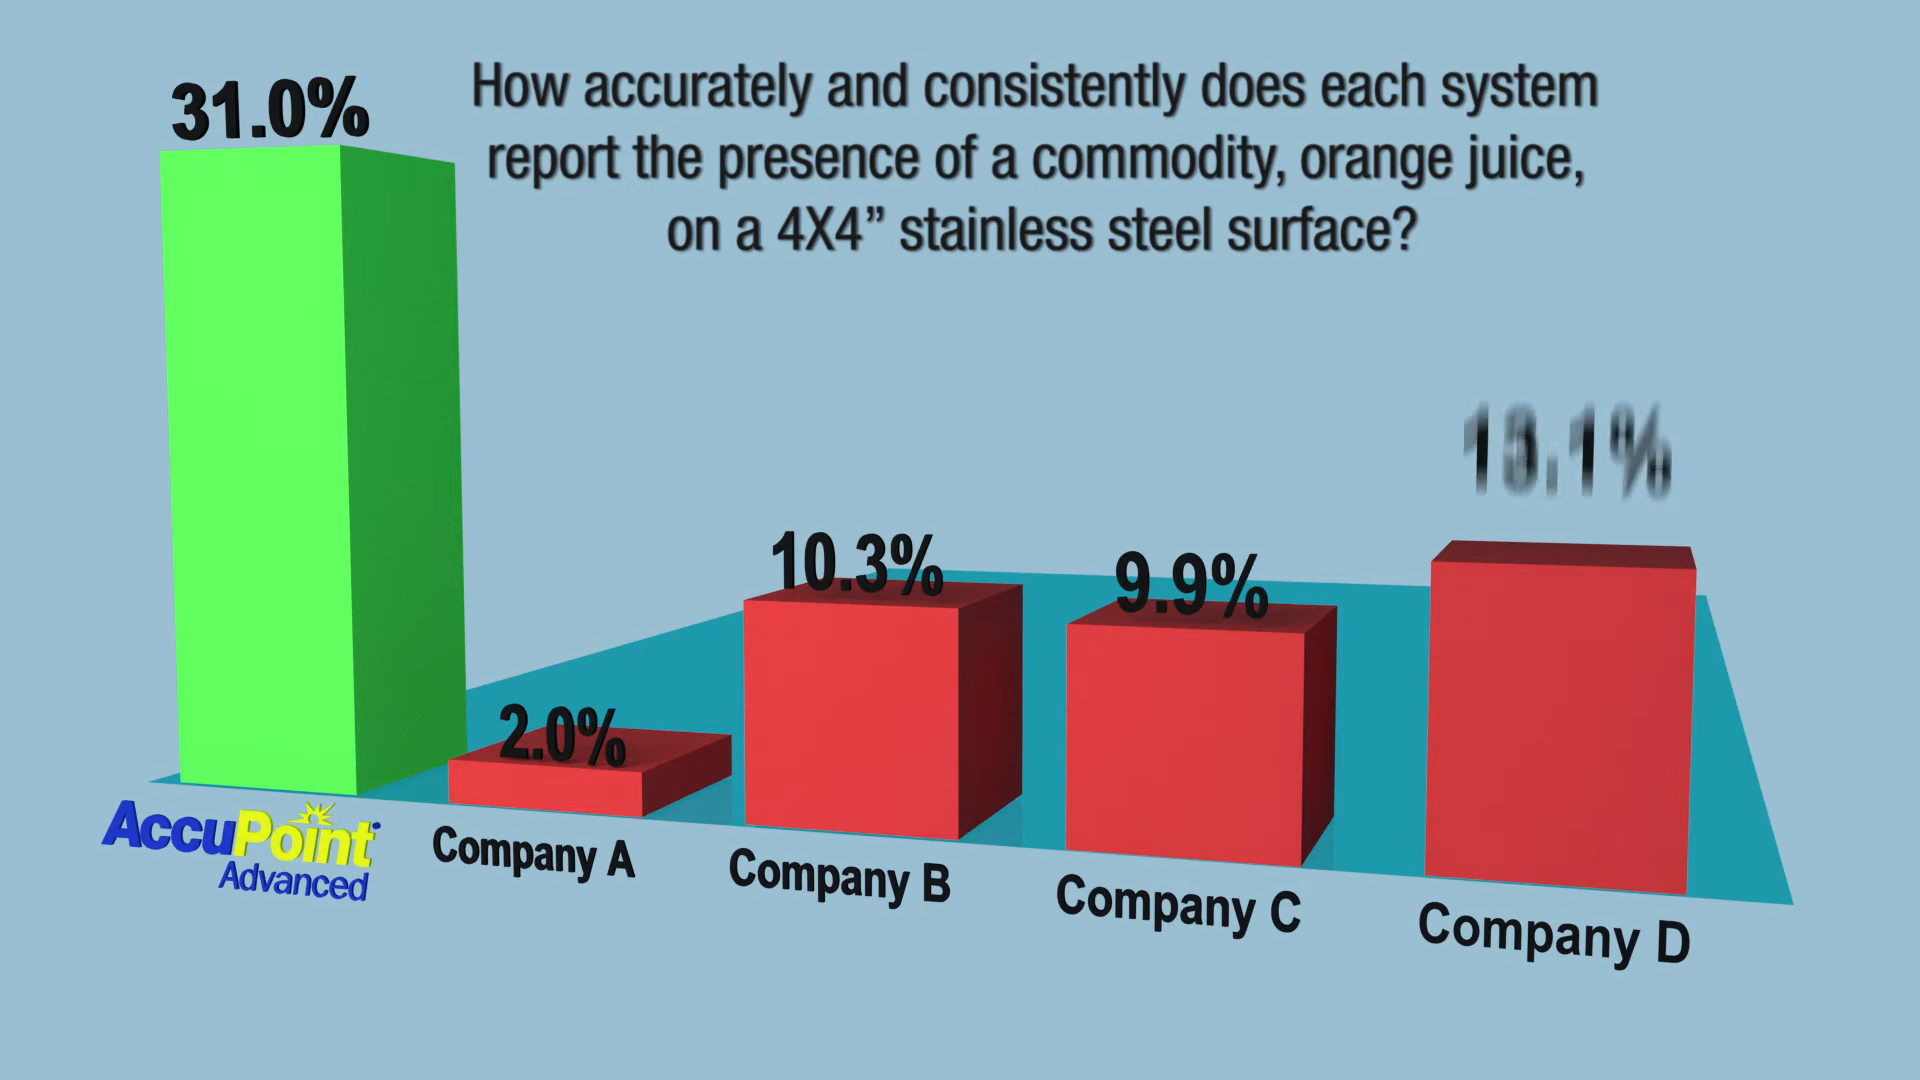 31.0%
How accurately and consistently does each system
report the presence of a commodity, orange juice,
on a 4X4” stainless steel surface?
10.3%
9.9%
2.0%
AccuPoint
Advanced
Company A
Company B
Company C
Company D